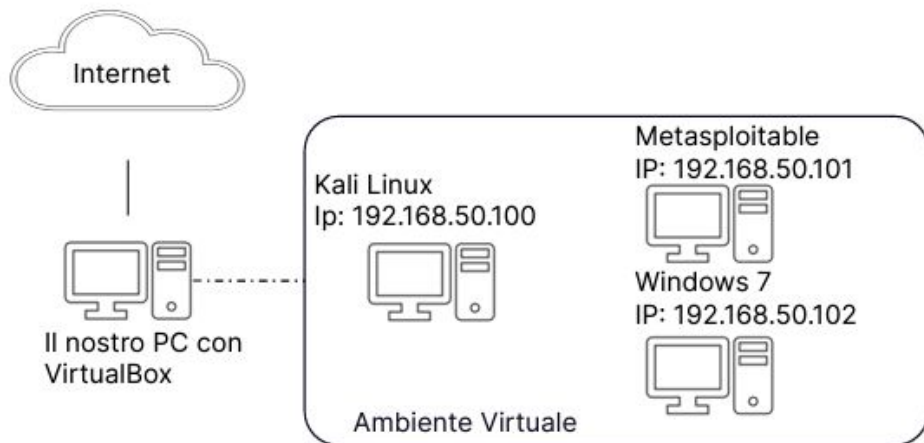 Internet
Il nostro PC con
VirtualBox
Kali Linux
Ip: 192.168.50.100
Metasploitable
IP: 192.168.50.101
Windows 7
IP: 192.168.50.102
Ambiente Virtuale